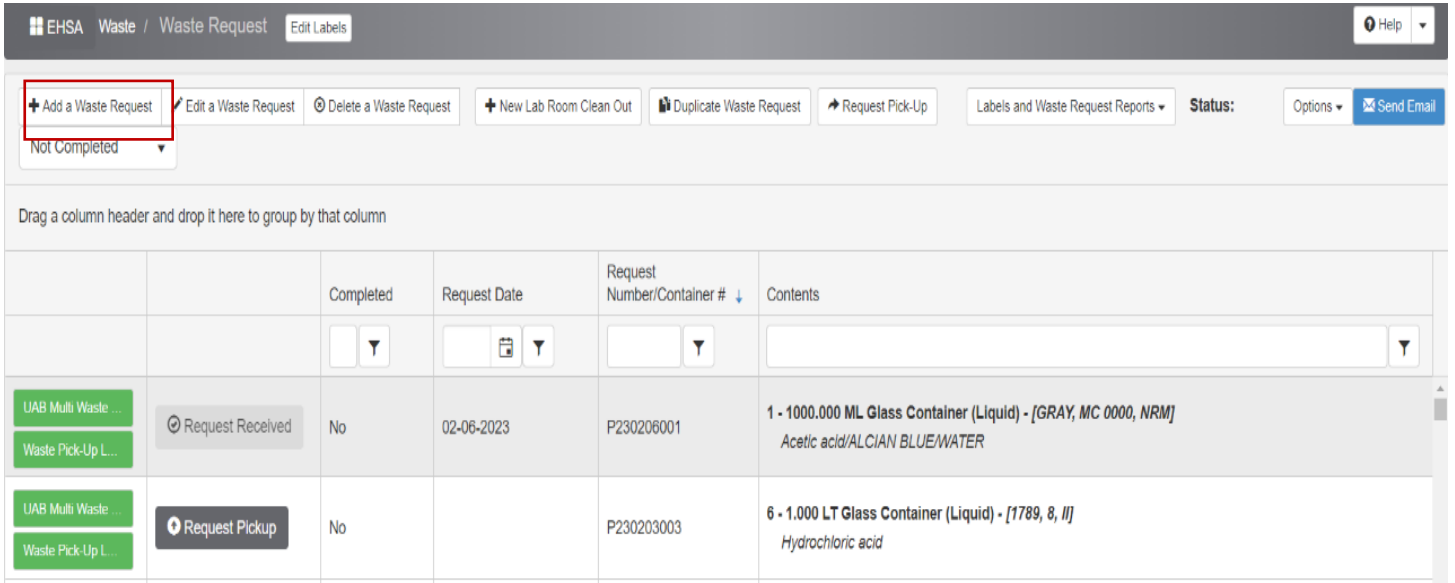 EHSA Waste / Waste Request Edit Labels Help
Add a Waste Request Edit a Waste Request Delete a Waste Request New Lab Room Clean Out Duplicate Waste Request Request Pick-Up Labels and Waste Request Reports Status: Options Send Email
Not Completed
Drag a column header and drop it here to group by that column
Completed Request Date Request Number/Container # ↓ Contents
UAB Multi Waste ...
Waste Pick-Up L...
Request Received No 02-06-2023 P230206001
1 - 1000.000 ML Glass Container (Liquid) - [GRAY, MC 0000, NRM]
Acetic acid/ALCIAN BLUE/WATER
UAB Multi Waste ...
Waste Pick-Up L...
Request Pickup No P230203003
6 - 1.000 LT Glass Container (Liquid) - [1789, 8, II]
Hydrochloric acid